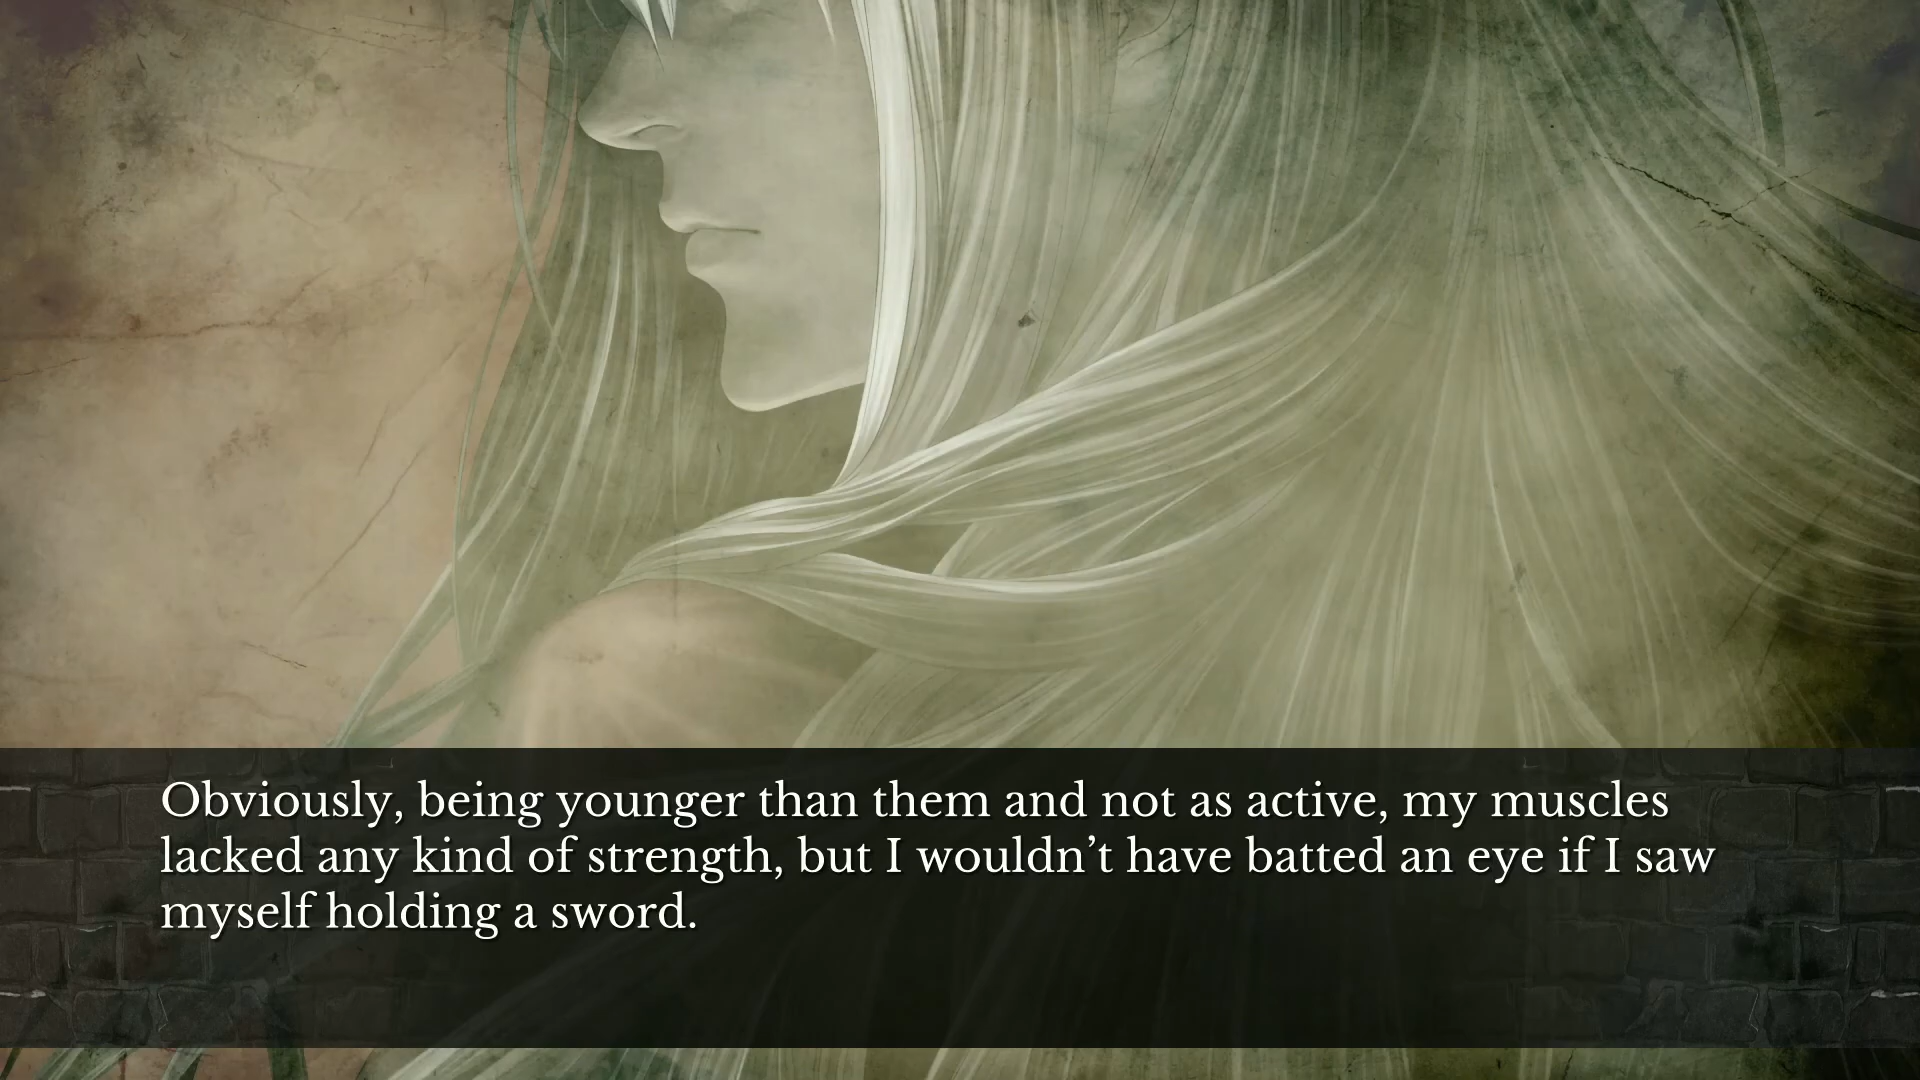 Obviously, being younger than them and not as active, my muscles
lacked any kind of strength, but I wouldn’t have batted an eye if I saw
myself holding a sword.